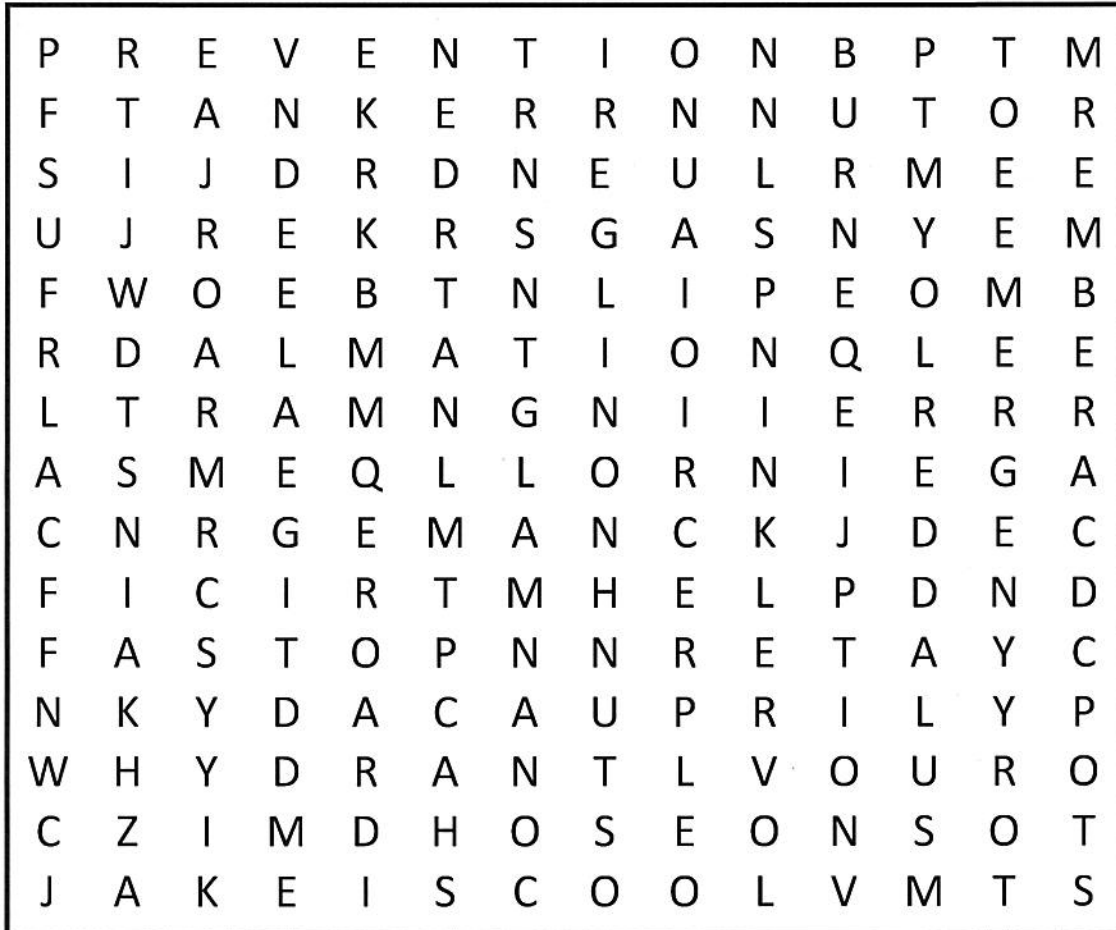 P R E V E N T I O N B P T M
F T A N K E R R N N U T O R
S I J D R D N E U L R M E E
U J R E K R S G A S N Y E M
F W O E B T N L I P E O M B
R D A L M A T I O N Q L E E
L T R A M N G N I I E R R R
A S M E Q L L O R N I E G A
C N R G E M A N C K J D E C
F I C I R T M H E L P D N D
F A S T O P N N R E T A Y C
N K Y D A C A U P R I L Y P
W H Y D R A N T L V O U R O
C Z I M D H O S E O N S O T
J A K E I S C O O L V M T S